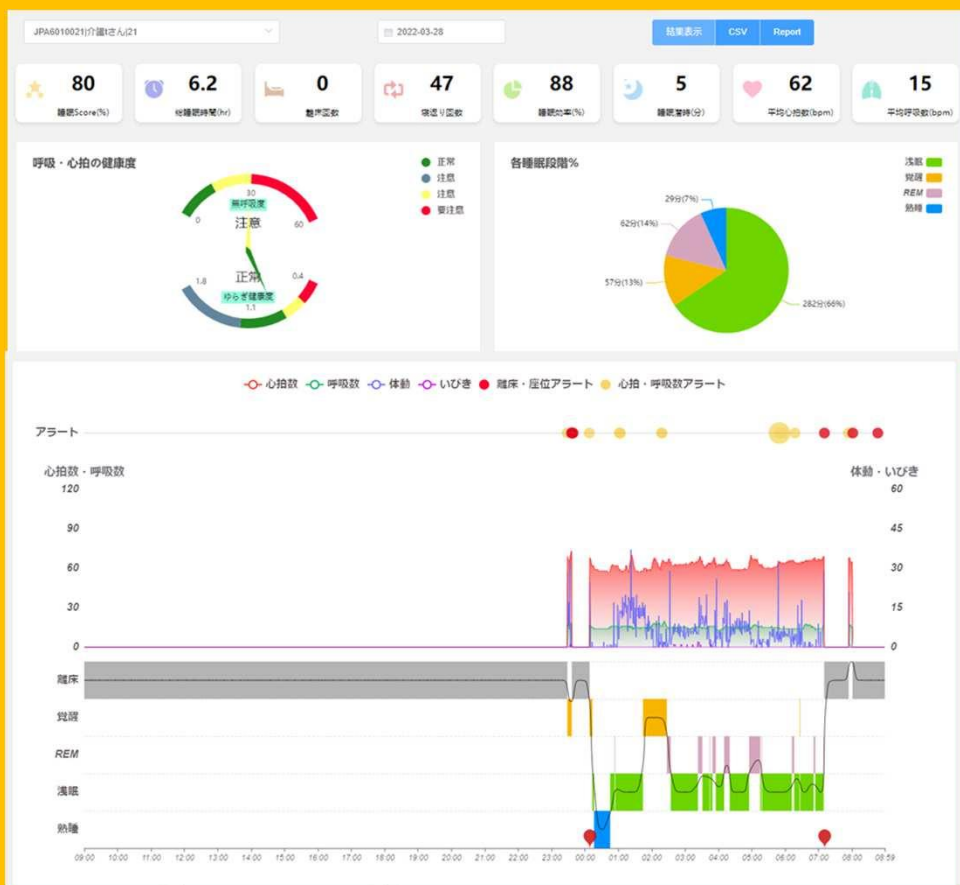 JPA6010021|介護tさん|21
2022-03-28
結果表示 CSV Report
80 6.2 0 47 88 5 62 15
睡眠Score(%) 総睡眠時間(hr) 離床回数 寝返り回数 睡眠効率(%) 睡眠潜時(分) 平均心拍数(bpm) 平均呼吸数(bpm)
呼吸・心拍の健康度
正常
注意
注意
要注意
30
無呼吸度
注意
0 60
1.8 正常 0.4
ゆらぎ健康度
1.1
各睡眠段階%
浅眠
覚醒
REM
熟睡
29分(7%)
62分(14%)
57分(13%)
282分(66%)
心拍数 呼吸数 体動 いびき 離床・座位アラート 心拍・呼吸数アラート
アラート
心拍数・呼吸数 体動・いびき
120 60
90 45
60 30
30 15
0 0
離床
覚醒
REM
浅眠
熟睡
09:00 10:00 11:00 12:00 13:00 14:00 15:00 16:00 17:00 18:00 19:00 20:00 21:00 22:00 23:00 00:00 01:00 02:00 03:00 04:00 05:00 06:00 07:00 08:00 08:59